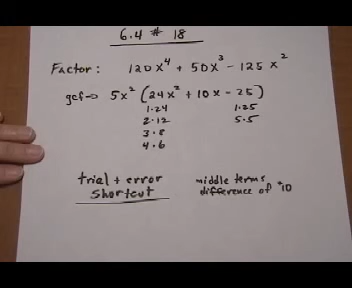 6.4 # 18
Factor: 120x⁴ + 50x³ - 125x²
gcf→ 5x² (24x² + 10x - 25)
1·24 1·25
2·12 5·5
3·8
4·6
trial + error middle terms
shortcut difference of +10